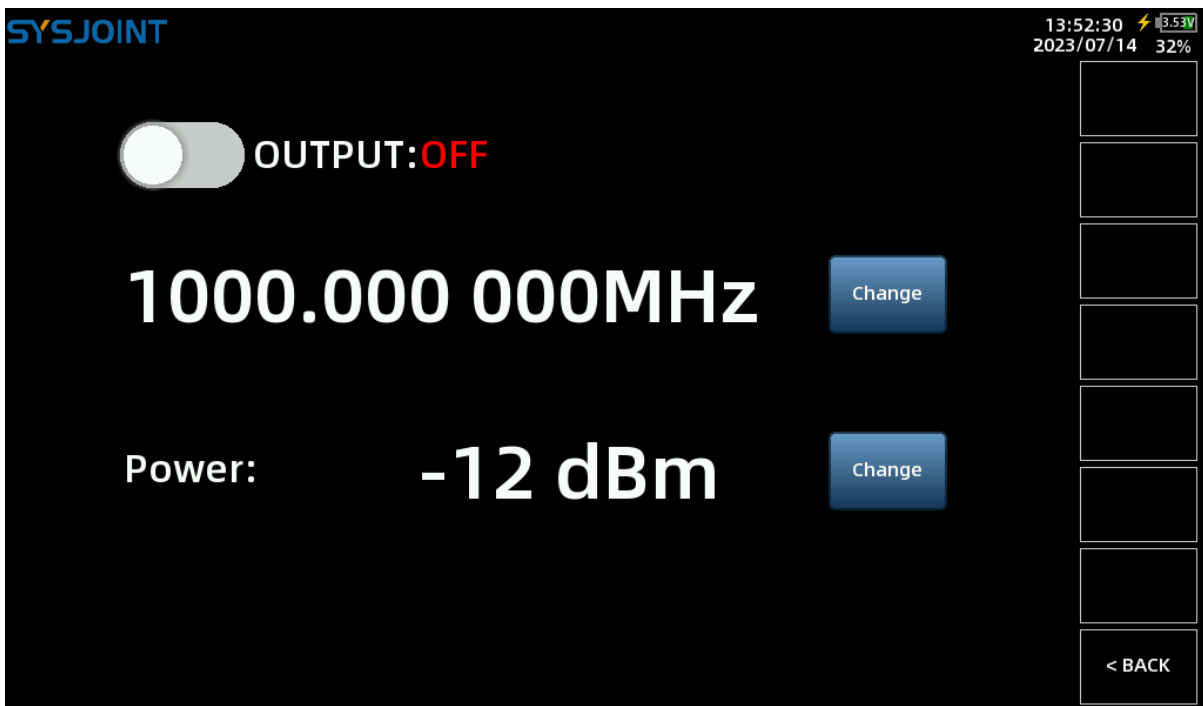 SYSJOINT
13:52:30 3.53V
2023/07/14 32%
OUTPUT:OFF
1000.000 000MHz
Change
Power: -12 dBm
Change
< BACK